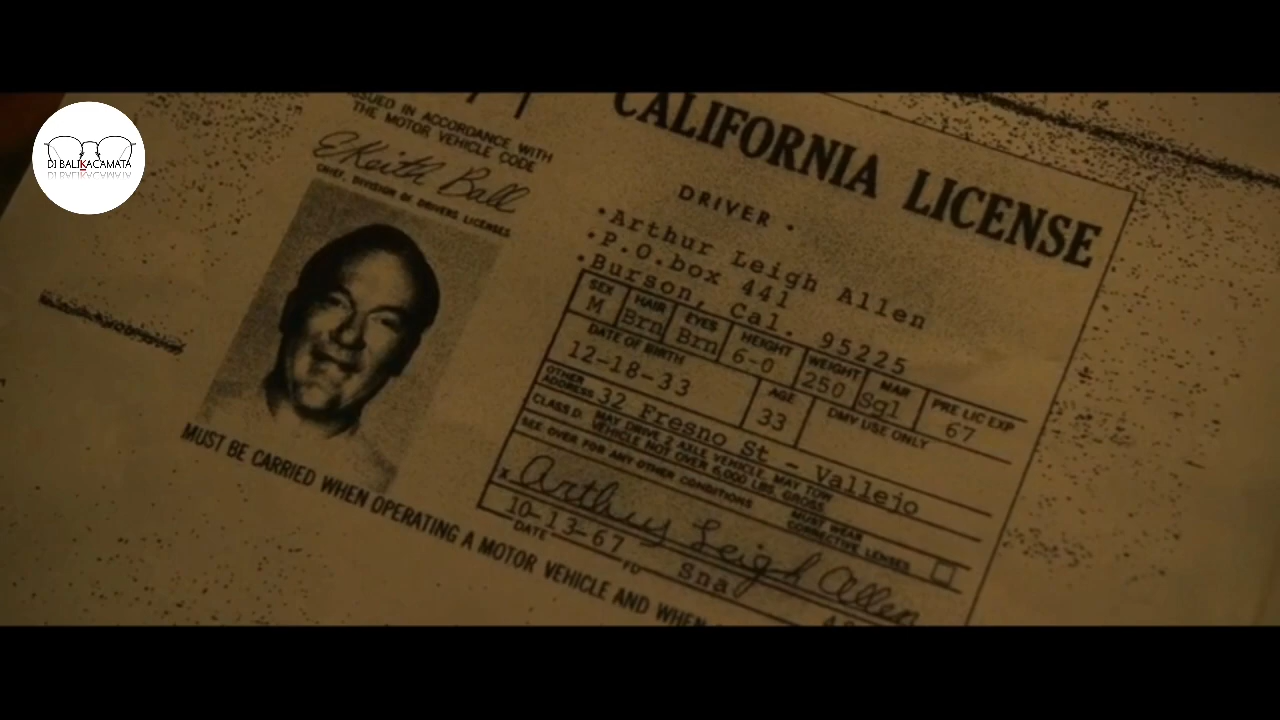 DJ BALIKACAMATA
ISSUED IN ACCORDANCE WITH
THE MOTOR VEHICLE CODE
E Keith Ball
CHIEF, DIVISION OF DRIVERS LICENSES
CALIFORNIA LICENSE
DRIVER
Arthur Leigh Allen
P.O.box 441
Burson, Cal. 95225
SEX HAIR EYES HEIGHT WEIGHT MAR PRE LIC EXP
M Brn Brn 6-0 250 Sgl 67
DATE OF BIRTH AGE DMV USE ONLY
12-18-33 33
OTHER ADDRESS 32 Fresno St - Vallejo
CLASS D. MAY DRIVE 2 AXLE VEHICLE, MAY TOW
VEHICLE NOT OVER 6,000 LBS. GROSS
SEE OVER FOR ANY OTHER CONDITIONS MUST WEAR
CORRECTIVE LENSES
x. Arthur Leigh Allen
10-13-67 Sna
DATE FO
MUST BE CARRIED WHEN OPERATING A MOTOR VEHICLE AND WHEN